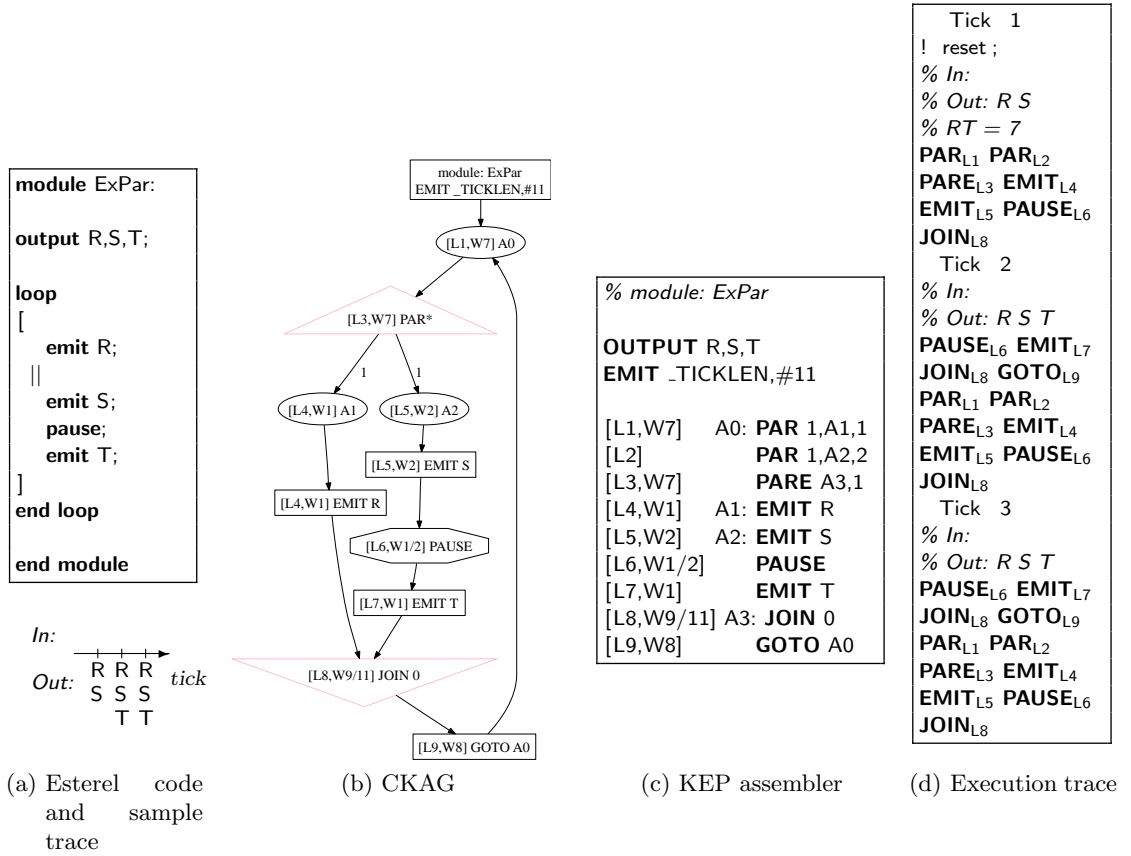 module ExPar:
output R,S,T;
loop
[
emit R;
||
emit S;
pause;
emit T;
]
end loop
end module
In:
Out:
R R R
S S S
T T
tick
(a) Esterel code
and sample
trace
module: ExPar
EMIT _TICKLEN,#11
[L1,W7] A0
[L3,W7] PAR*
1 1
[L4,W1] A1
[L5,W2] A2
[L5,W2] EMIT S
[L4,W1] EMIT R
[L6,W1/2] PAUSE
[L7,W1] EMIT T
[L8,W9/11] JOIN 0
[L9,W8] GOTO A0
(b) CKAG
% module: ExPar
OUTPUT R,S,T
EMIT _TICKLEN,#11
[L1,W7] A0: PAR 1,A1,1
[L2] PAR 1,A2,2
[L3,W7] PARE A3,1
[L4,W1] A1: EMIT R
[L5,W2] A2: EMIT S
[L6,W1/2] PAUSE
[L7,W1] EMIT T
[L8,W9/11] A3: JOIN 0
[L9,W8] GOTO A0
(c) KEP assembler
Tick 1
! reset ;
% In:
% Out: R S
% RT = 7
PARL1 PARL2
PAREL3 EMITL4
EMITL5 PAUSEL6
JOINL8
Tick 2
% In:
% Out: R S T
PAUSEL6 EMITL7
JOINL8 GOTOL9
PARL1 PARL2
PAREL3 EMITL4
EMITL5 PAUSEL6
JOINL8
Tick 3
% In:
% Out: R S T
PAUSEL6 EMITL7
JOINL8 GOTOL9
PARL1 PARL2
PAREL3 EMITL4
EMITL5 PAUSEL6
JOINL8
(d) Execution trace